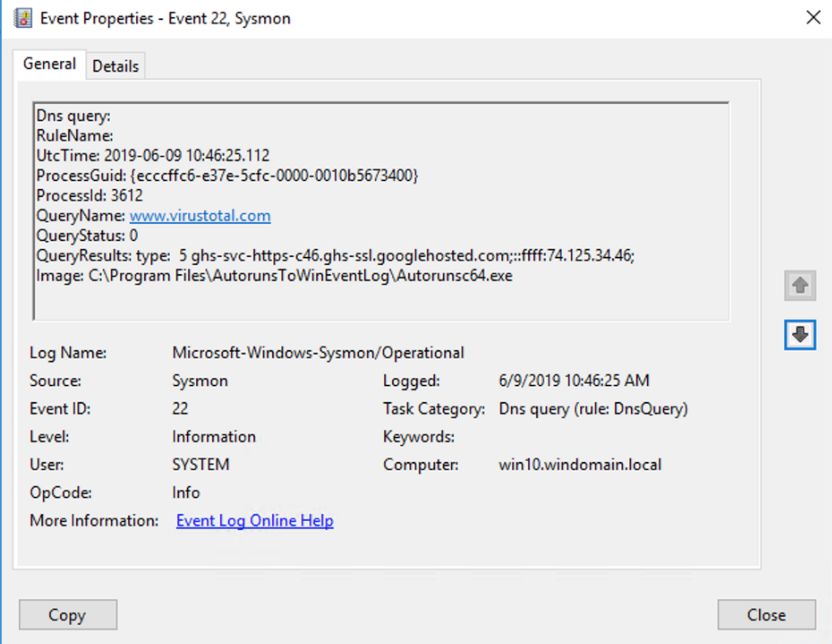 Event Properties - Event 22, Sysmon
General
Details
Dns query:
RuleName:
UtcTime: 2019-06-09 10:46:25.112
ProcessGuid: {ecccffc6-e37e-5cfc-0000-0010b5673400}
ProcessId: 3612
QueryName: www.virustotal.com
QueryStatus: 0
QueryResults: type:  5 ghs-svc-https-c46.ghs-ssl.googlehosted.com;::ffff:74.125.34.46;
Image: C:\Program Files\AutorunsToWinEventLog\Autorunsc64.exe
Log Name: Microsoft-Windows-Sysmon/Operational
Source: Sysmon Logged: 6/9/2019 10:46:25 AM
Event ID: 22 Task Category: Dns query (rule: DnsQuery)
Level: Information Keywords:
User: SYSTEM Computer: win10.windomain.local
OpCode: Info
More Information: Event Log Online Help
Copy Close